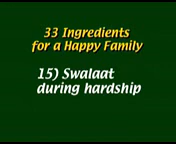 33 Ingredients
for a Happy Family
15) Swalaat
during hardship